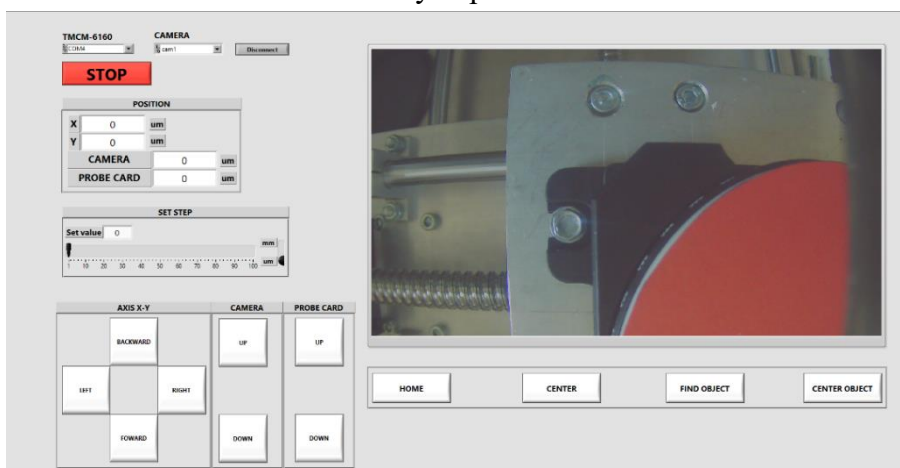 TMCM-6160 CAMERA
COM4 cam1 Disconnect
STOP
POSITION
X 0 um
Y 0 um
CAMERA 0 um
PROBE CARD 0 um
SET STEP
Set value 0
mm
um
1 10 20 30 40 50 60 70 80 90 100
AXIS X-Y CAMERA PROBE CARD
BACKWARD UP UP
LEFT RIGHT
FOWARD DOWN DOWN
HOME CENTER FIND OBJECT CENTER OBJECT